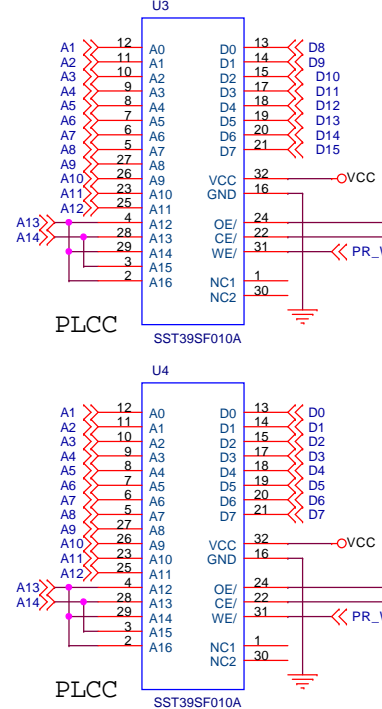 U3
A1 12 A0 D0 13 D8
A2 11 A1 D1 14 D9
A3 10 A2 D2 15 D10
A4 9 A3 D3 17 D11
A5 8 A4 D4 18 D12
A6 7 A5 D5 19 D13
A7 6 A6 D6 20 D14
A8 5 A7 D7 21 D15
A9 27 A8
A10 26 A9 VCC 32 VCC
A11 23 A10 GND 16
A12 25 A11
A13 4 A12 OE/ 24
A14 28 A13 CE/ 22
29 A14 WE/ 31 PR_W
3 A15
2 A16 NC1 1
NC2 30
PLCC
SST39SF010A
U4
A1 12 A0 D0 13 D0
A2 11 A1 D1 14 D1
A3 10 A2 D2 15 D2
A4 9 A3 D3 17 D3
A5 8 A4 D4 18 D4
A6 7 A5 D5 19 D5
A7 6 A6 D6 20 D6
A8 5 A7 D7 21 D7
A9 27 A8
A10 26 A9 VCC 32 VCC
A11 23 A10 GND 16
A12 25 A11
A13 4 A12 OE/ 24
A14 28 A13 CE/ 22
29 A14 WE/ 31 PR_W
3 A15
2 A16 NC1 1
NC2 30
PLCC
SST39SF010A